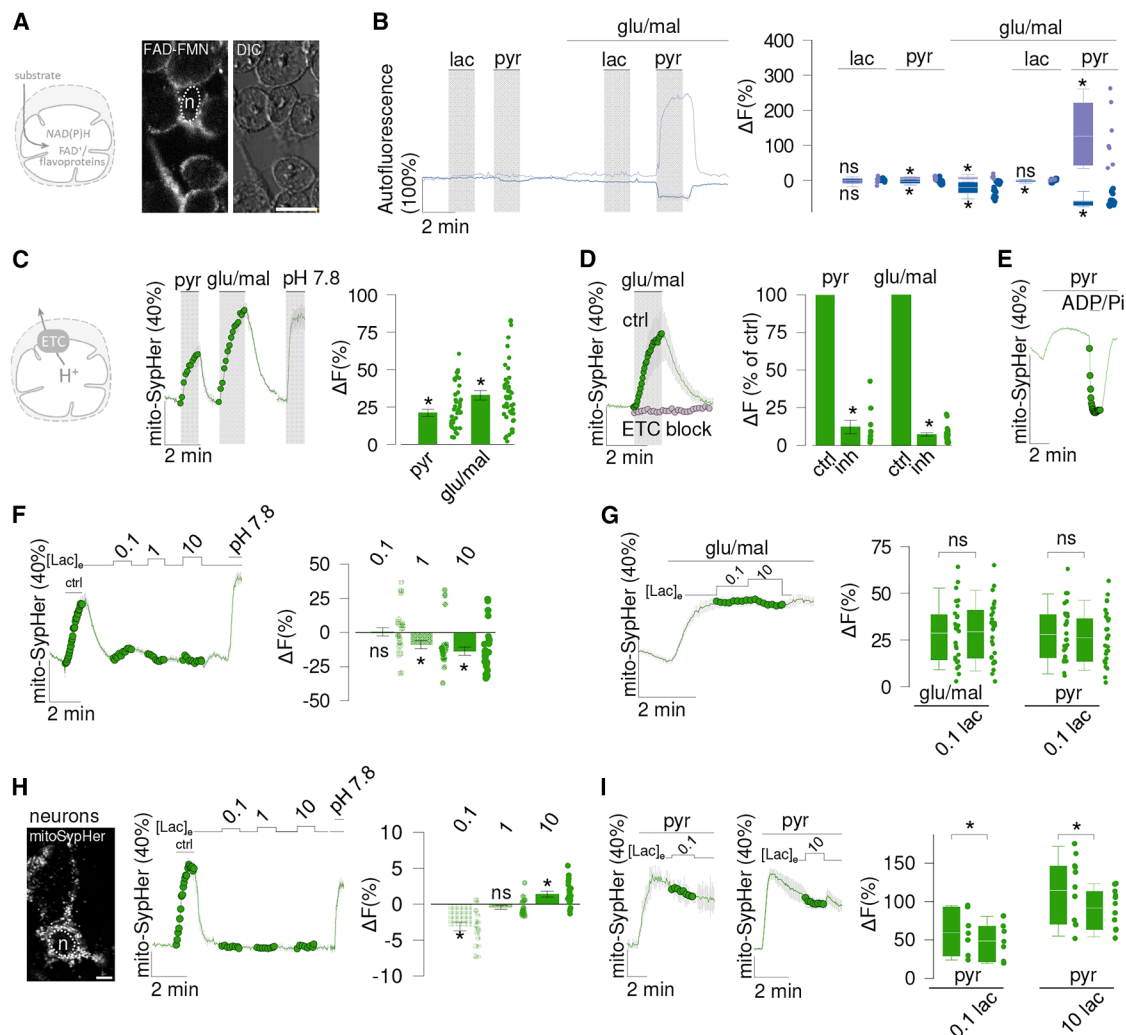 A
substrate
NAD(P)H
FAD⁺/
flavoproteins
FAD-FMN
n
DIC
B
glu/mal
lac
pyr
lac
pyr
Autofluorescence
(100%)
2 min
ΔF(%)
400
300
200
100
0
glu/mal
lac
pyr
lac
pyr
ns
*
*
ns
*
ns
*
*
*
*
C
ETC
H⁺
pyr
glu/mal
pH 7.8
mito-SypHer (40%)
2 min
ΔF(%)
100
75
50
25
0
*
*
pyr
glu/mal
D
glu/mal
ctrl
ETC block
mito-SypHer (40%)
2 min
ΔF (% of ctrl)
100
75
50
25
0
pyr
glu/mal
*
*
ctrl
inh
ctrl
inh
E
pyr
ADP/Pi
mito-SypHer (40%)
2 min
F
[Lac]e
0.1
1
10
pH 7.8
ctrl
mito-SypHer (40%)
2 min
ΔF(%)
50
25
0
-25
-50
0.1
1
10
ns
*
*
G
glu/mal
[Lac]e
0.1
10
mito-SypHer (40%)
2 min
ΔF(%)
75
50
25
0
ns
ns
glu/mal
pyr
0.1 lac
0.1 lac
H
neurons
mitoSypHer
n
[Lac]e
0.1
1
10
pH 7.8
ctrl
mito-SypHer (40%)
2 min
ΔF(%)
10
5
0
-5
-10
0.1
1
10
*
ns
*
I
pyr
[Lac]e
0.1
mito-SypHer (40%)
2 min
pyr
[Lac]e
10
mito-SypHer (40%)
2 min
ΔF(%)
150
100
50
0
*
*
pyr
pyr
0.1 lac
10 lac